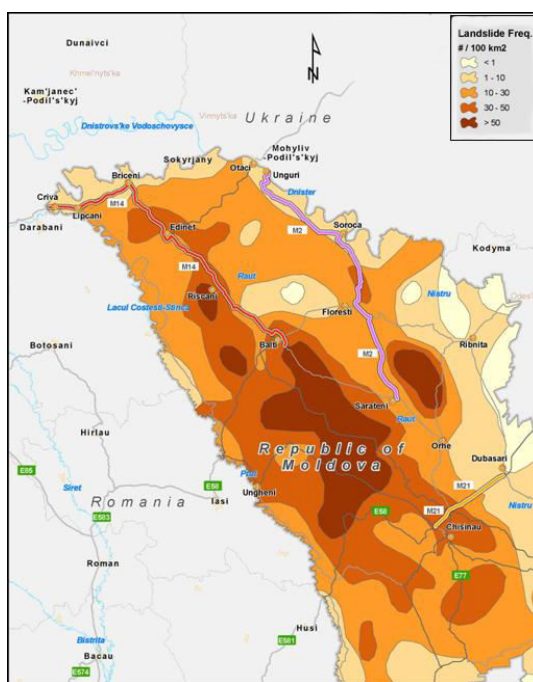 Landslide Freq.
# / 100 km2
< 1
1 - 10
10 - 30
30 - 50
> 50
Dunaivci
Khmel'nyts'ka
Kam'janec'
-Podil's'kyj
N
Vinnyts'ka
Ukraine
Dnistrovs'ke Vodoschovysce
Mohyliv
-Podil's'kyj
Sokyrjany
Otaci
Unguri
Briceni
Dnister
Criva
Lipcani
M14
Darabani
Edinet
M2
Soroca
Kodyma
M14
Raut
Nistru
Riscani
Lacul Costesti-Stinca
Floresti
Botosani
Balti
M2
Ribnita
Sarateni
Raut
Hirlau
Republic of
Moldova
Orhe
Dubasari
E85
Prut
Siret
E58
Ungheni
M21
Nistru
Romania
Iasi
E58
M21
E583
Chisinau
Roman
E77
Husi
Bistrita
E581
Bacau
E574